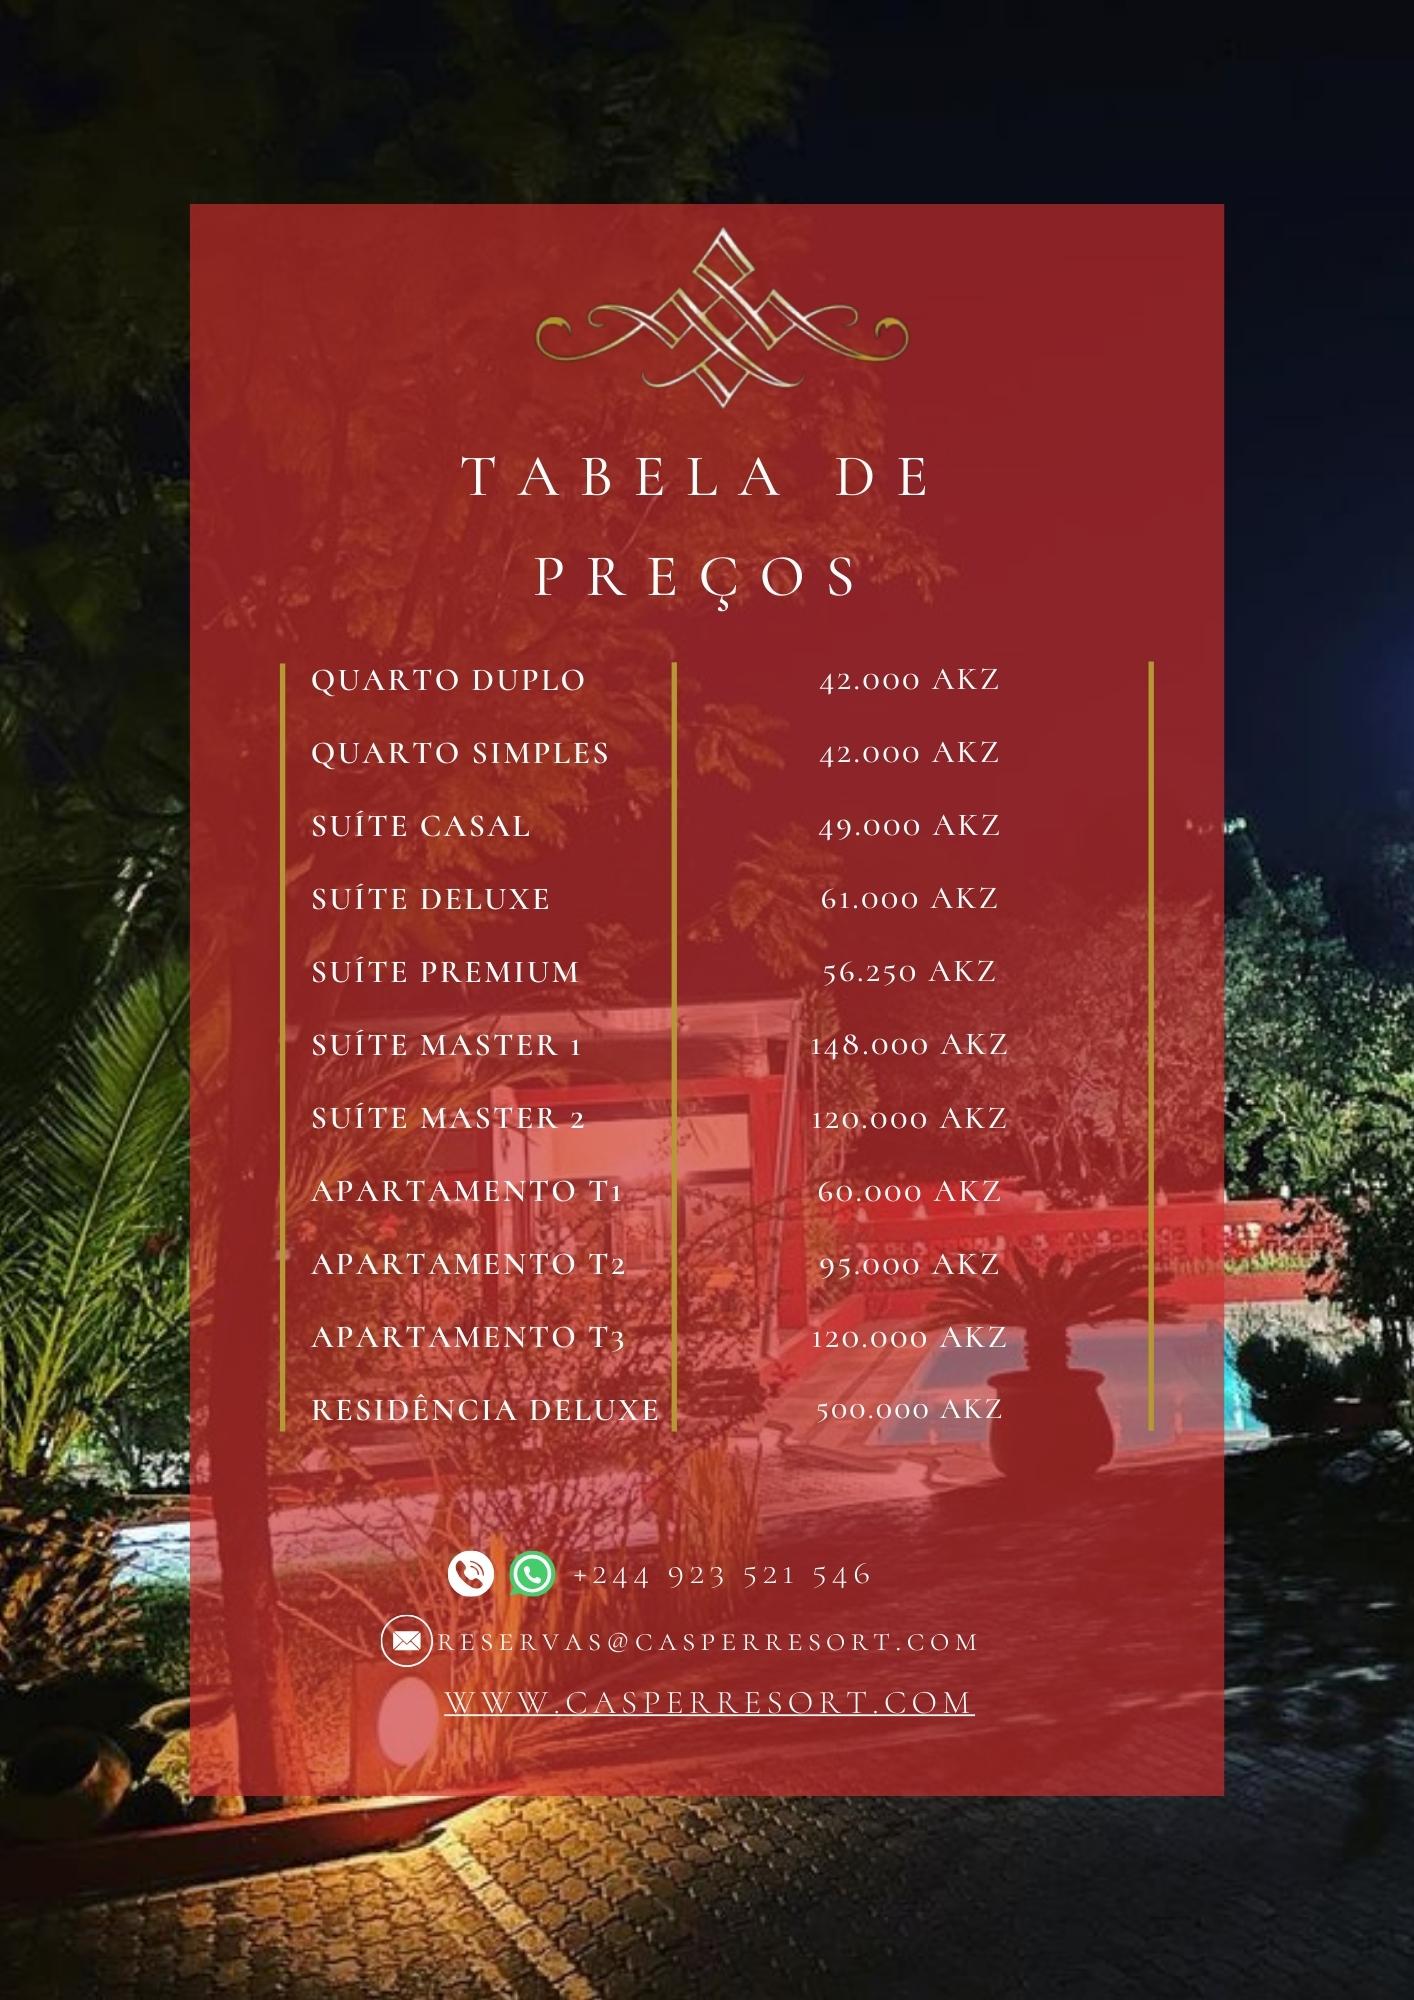 TABELA DE
PREÇOS
QUARTO DUPLO 42.000 AKZ
QUARTO SIMPLES 42.000 AKZ
SUÍTE CASAL 49.000 AKZ
SUÍTE DELUXE 61.000 AKZ
SUÍTE PREMIUM 56.250 AKZ
SUÍTE MASTER 1 148.000 AKZ
SUÍTE MASTER 2 120.000 AKZ
APARTAMENTO T1 60.000 AKZ
APARTAMENTO T2 95.000 AKZ
APARTAMENTO T3 120.000 AKZ
RESIDÊNCIA DELUXE 500.000 AKZ
+244 923 521 546
RESERVAS@CASPERRESORT.COM
WWW.CASPERRESORT.COM